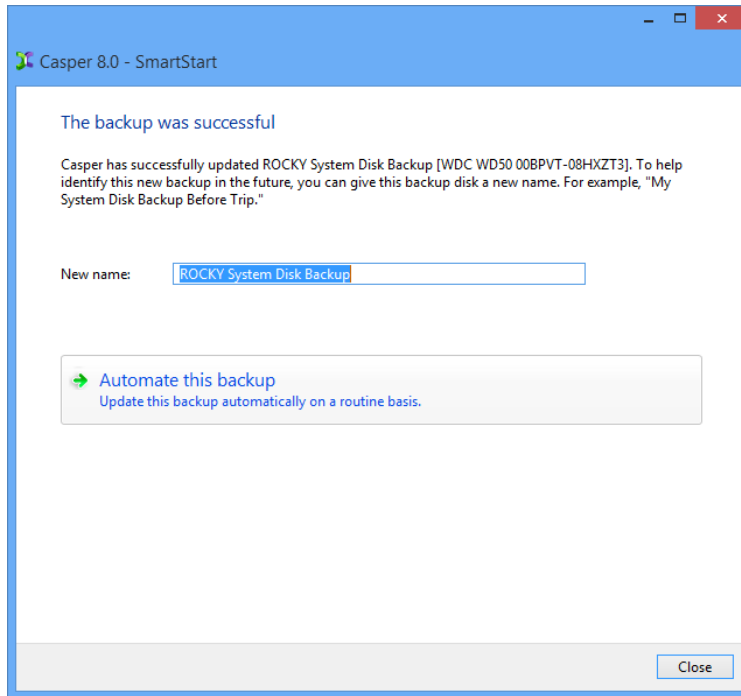 Casper 8.0 - SmartStart
The backup was successful
Casper has successfully updated ROCKY System Disk Backup [WDC WD50 00BPVT-08HXZT3]. To help
identify this new backup in the future, you can give this backup disk a new name. For example, "My
System Disk Backup Before Trip."
New name: ROCKY System Disk Backup
Automate this backup
Update this backup automatically on a routine basis.
Close